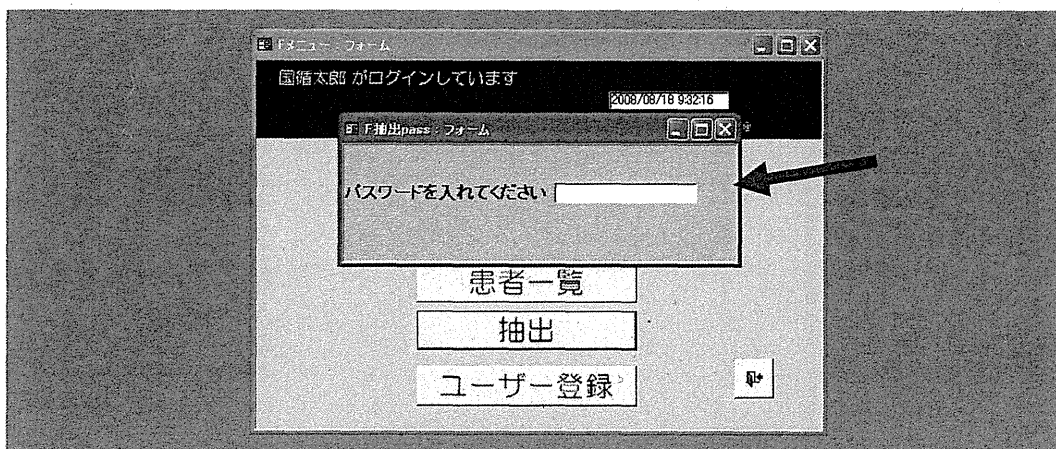 Fメニュー : フォーム
国循太郎 がログインしています
2008/08/18 9:32:16
F抽出pass : フォーム
パスワードを入れてください
患者一覧
抽出
ユーザー登録